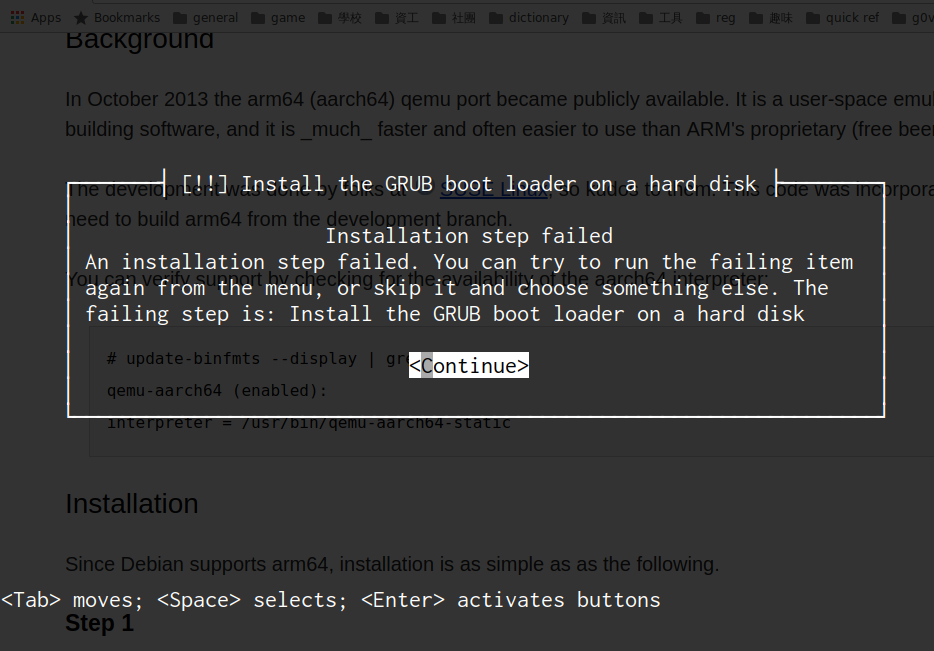 Apps Bookmarks general game 學校 資工 社團 dictionary 資訊 工具 reg 趣味 quick ref g0v
Background
In October 2013 the arm64 (aarch64) qemu port became publicly available. It is a user-space emu
building software, and it is _much_ faster and often easier to use than ARM's proprietary (free beer
[!!] Install the GRUB boot loader on a hard disk
The development was done by folks at SUSE Linux, so kudos to them. This code was incorpora
need to build arm64 from the development branch.
Installation step failed
An installation step failed. You can try to run the failing item
You can verify support by checking for the availability of the aarch64 interpreter:
again from the menu, or skip it and choose something else. The
failing step is: Install the GRUB boot loader on a hard disk
# update-binfmts --display | gre
<Continue>
qemu-aarch64 (enabled):
interpreter = /usr/bin/qemu-aarch64-static
Installation
Since Debian supports arm64, installation is as simple as as the following.
<Tab> moves; <Space> selects; <Enter> activates buttons
Step 1